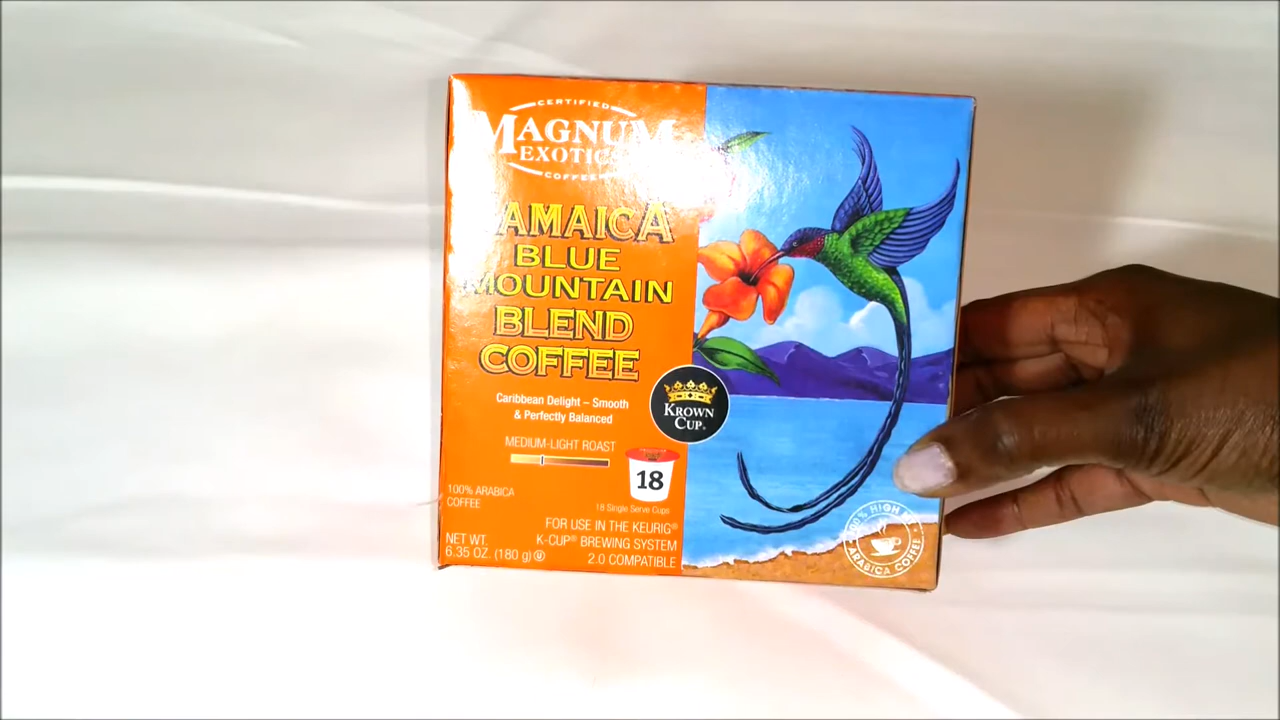 CERTIFIED
MAGNUM
EXOTICS
COFFEE
JAMAICA
BLUE
MOUNTAIN
BLEND
COFFEE
Caribbean Delight – Smooth
& Perfectly Balanced
KROWN
CUP®
MEDIUM-LIGHT ROAST
18
100% ARABICA
COFFEE
18 Single Serve Cups
FOR USE IN THE KEURIG®
K-CUP® BREWING SYSTEM
2.0 COMPATIBLE
NET WT.
6.35 OZ. (180 g) U
100% HIGH
ARABICA COFFEE